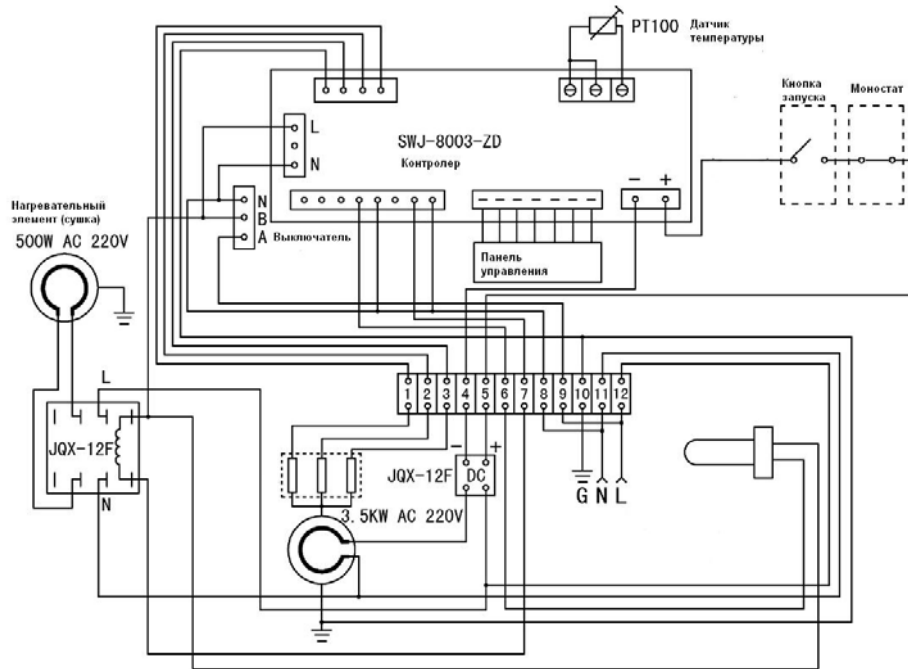 PT100
Датчик
температуры
Кнопка
запуска
Моностат
L
N
SWJ-8003-ZD
Контролер
- +
N
B
A
Выключатель
Нагревательный
элемент (сушка)
500W AC 220V
Панель
управления
L
JQX-12F
N
1 2 3 4 5 6 7 8 9 10 11 12
JQX-12F
- +
DC
G N L
3.5KW AC 220V